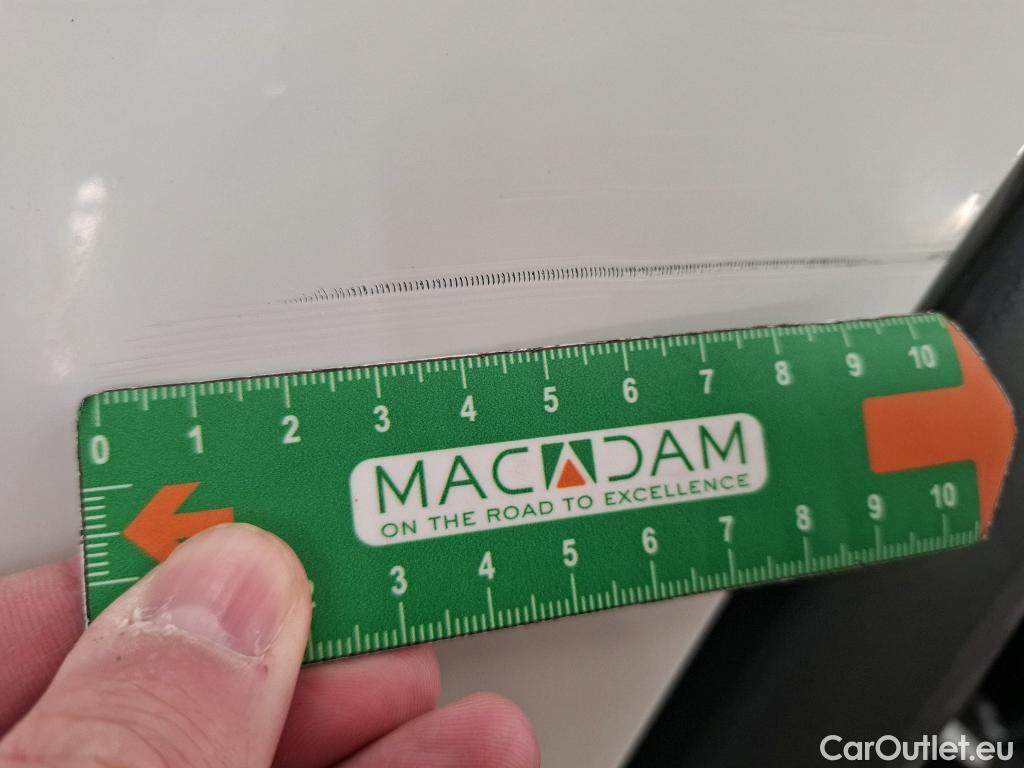 0 1 2 3 4 5 6 7 8 9 10
MACADAM
ON THE ROAD TO EXCELLENCE
3 4 5 6 7 8 9 10
CarOutlet.eu